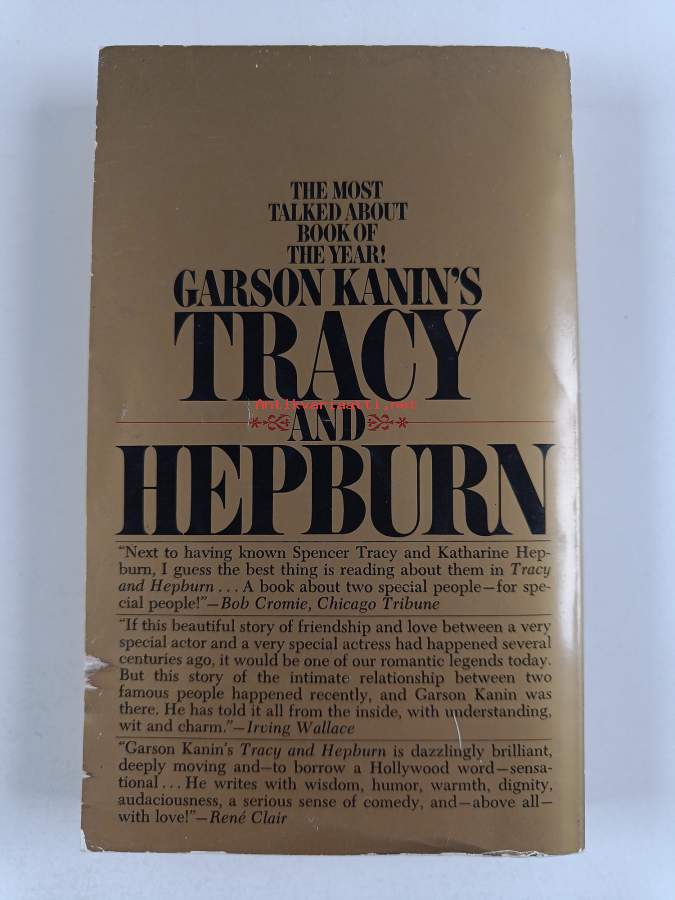 THE MOST
TALKED ABOUT
BOOK OF
THE YEAR!
GARSON KANIN'S
TRACY
Antikvariaatti.net
AND
HEPBURN
“Next to having known Spencer Tracy and Katharine Hep-
burn, I guess the best thing is reading about them in Tracy
and Hepburn . . . A book about two special people—for spe-
cial people!”—Bob Cromie, Chicago Tribune
“If this beautiful story of friendship and love between a very
special actor and a very special actress had happened several
centuries ago, it would be one of our romantic legends today.
But this story of the intimate relationship between two
famous people happened recently, and Garson Kanin was
there. He has told it all from the inside, with understanding,
wit and charm.”—Irving Wallace
“Garson Kanin's Tracy and Hepburn is dazzlingly brilliant,
deeply moving and—to borrow a Hollywood word—sensa-
tional . . . He writes with wisdom, humor, warmth, dignity,
audaciousness, a serious sense of comedy, and—above all—
with love!”—René Clair